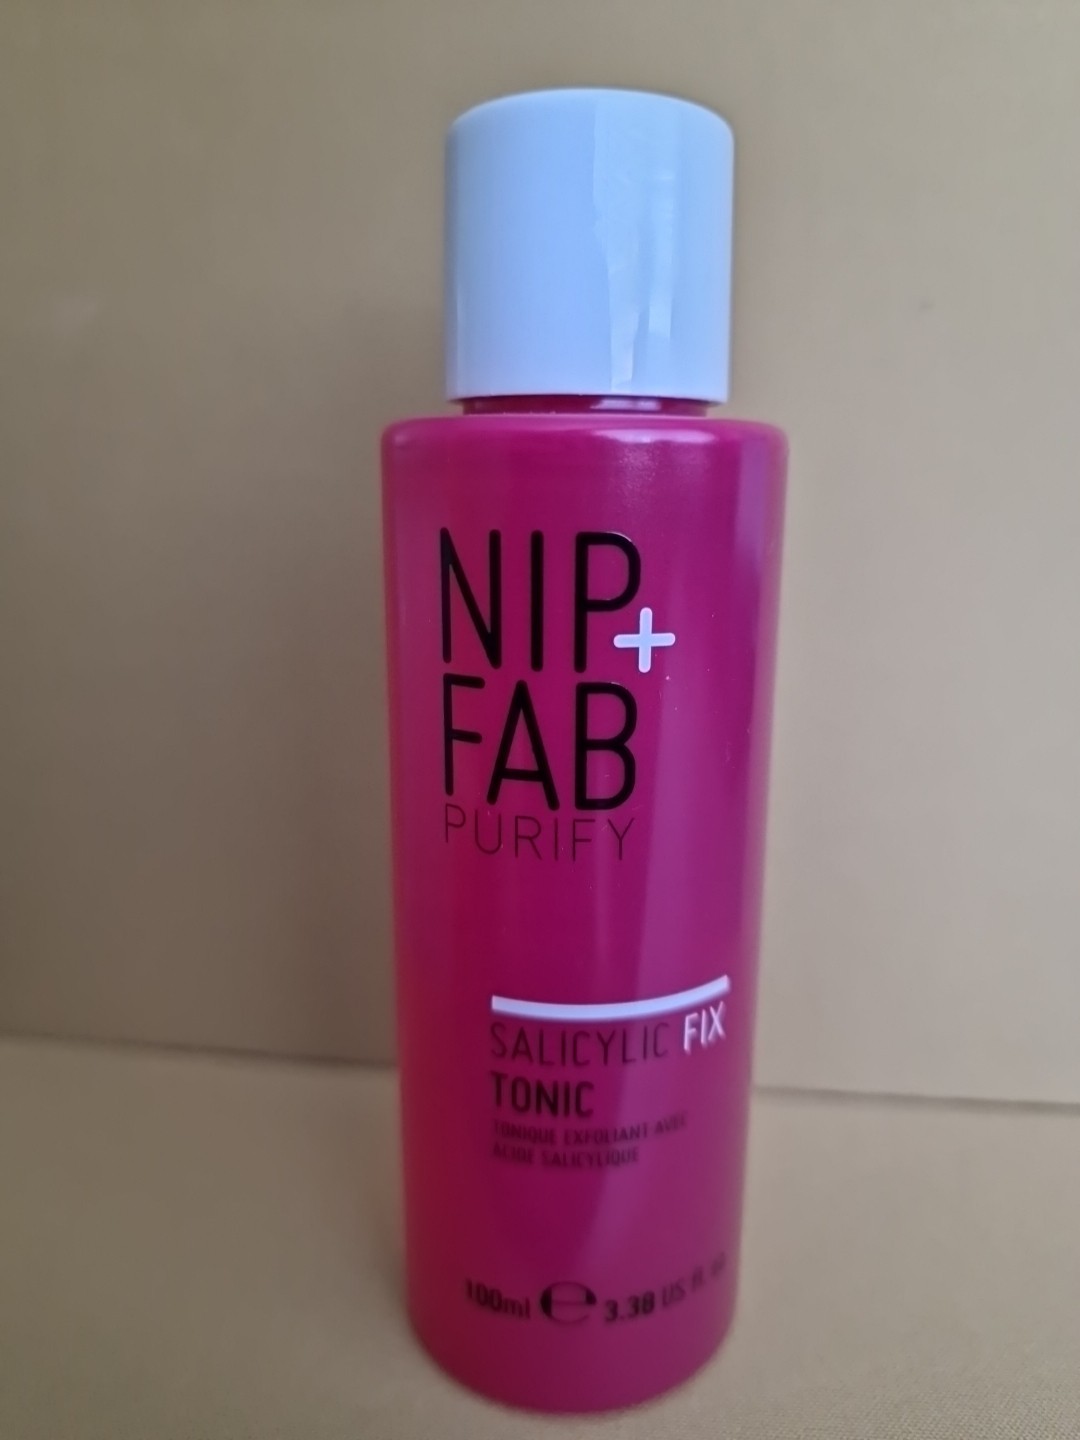 NIP+
FAB
PURIFY
SALICYLIC FIX
TONIC
TONIQUE EXFOLIANT AVEC
ACIDE SALICYLIQUE
100ml e 3.38 US fl. oz